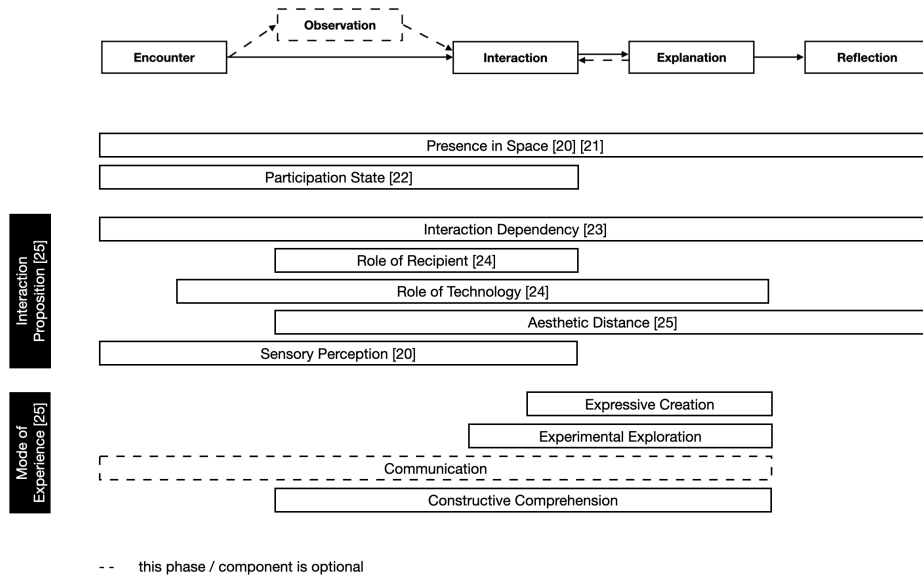 Observation
Encounter
Interaction
Explanation
Reflection
Presence in Space [20] [21]
Participation State [22]
Interaction
Proposition [25]
Interaction Dependency [23]
Role of Recipient [24]
Role of Technology [24]
Aesthetic Distance [25]
Sensory Perception [20]
Mode of
Experience [25]
Expressive Creation
Experimental Exploration
Communication
Constructive Comprehension
-- this phase / component is optional